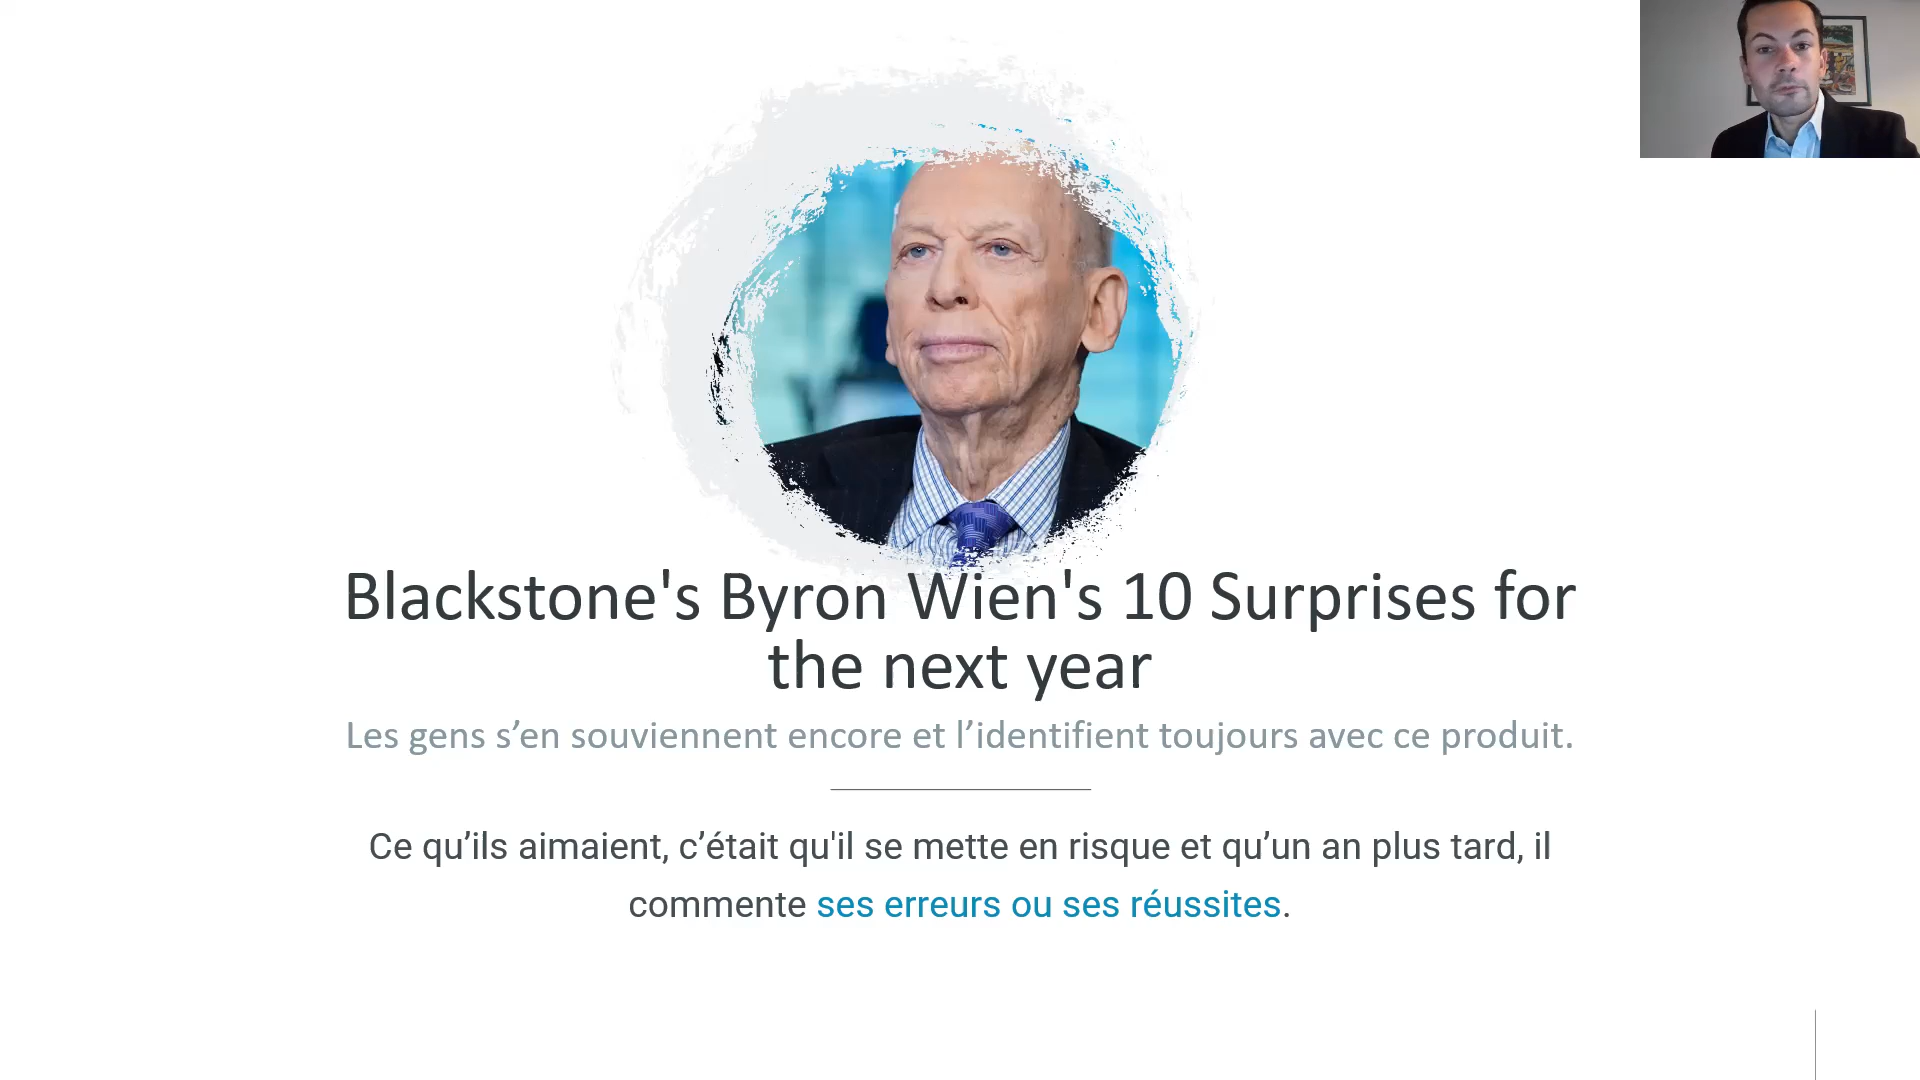 Blackstone's Byron Wien's 10 Surprises for
the next year
Les gens s’en souviennent encore et l’identifient toujours avec ce produit.
Ce qu’ils aimaient, c’était qu'il se mette en risque et qu’un an plus tard, il
commente ses erreurs ou ses réussites.